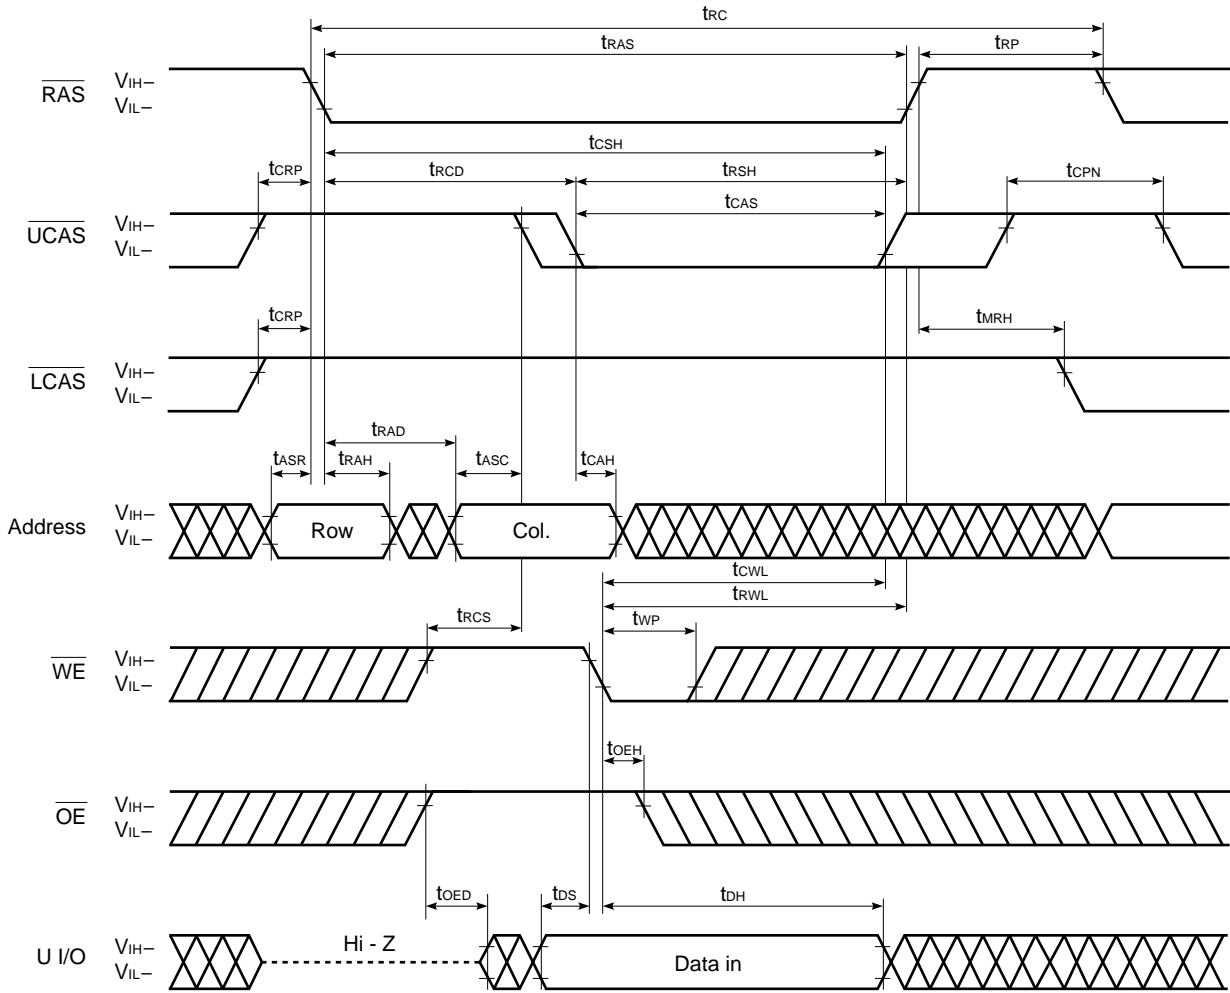 tRC
tRAS
tRP
RAS
VIH–
VIL–
tCSH
tCRP
tRCD
tRSH
tCPN
tCAS
UCAS
VIH–
VIL–
tCRP
tMRH
LCAS
VIH–
VIL–
tRAD
tASR
tRAH
tASC
tCAH
Address
VIH–
VIL–
Row
Col.
tCWL
tRWL
tRCS
tWP
WE
VIH–
VIL–
tOEH
OE
VIH–
VIL–
tOED
tDS
tDH
U I/O
VIH–
VIL–
Hi - Z
Data in